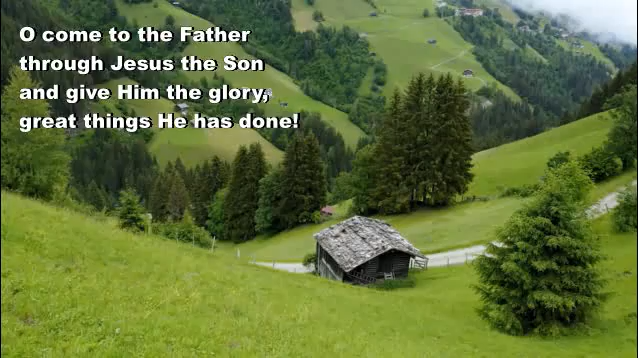 O come to the Father
through Jesus the Son
and give Him the glory,
great things He has done!